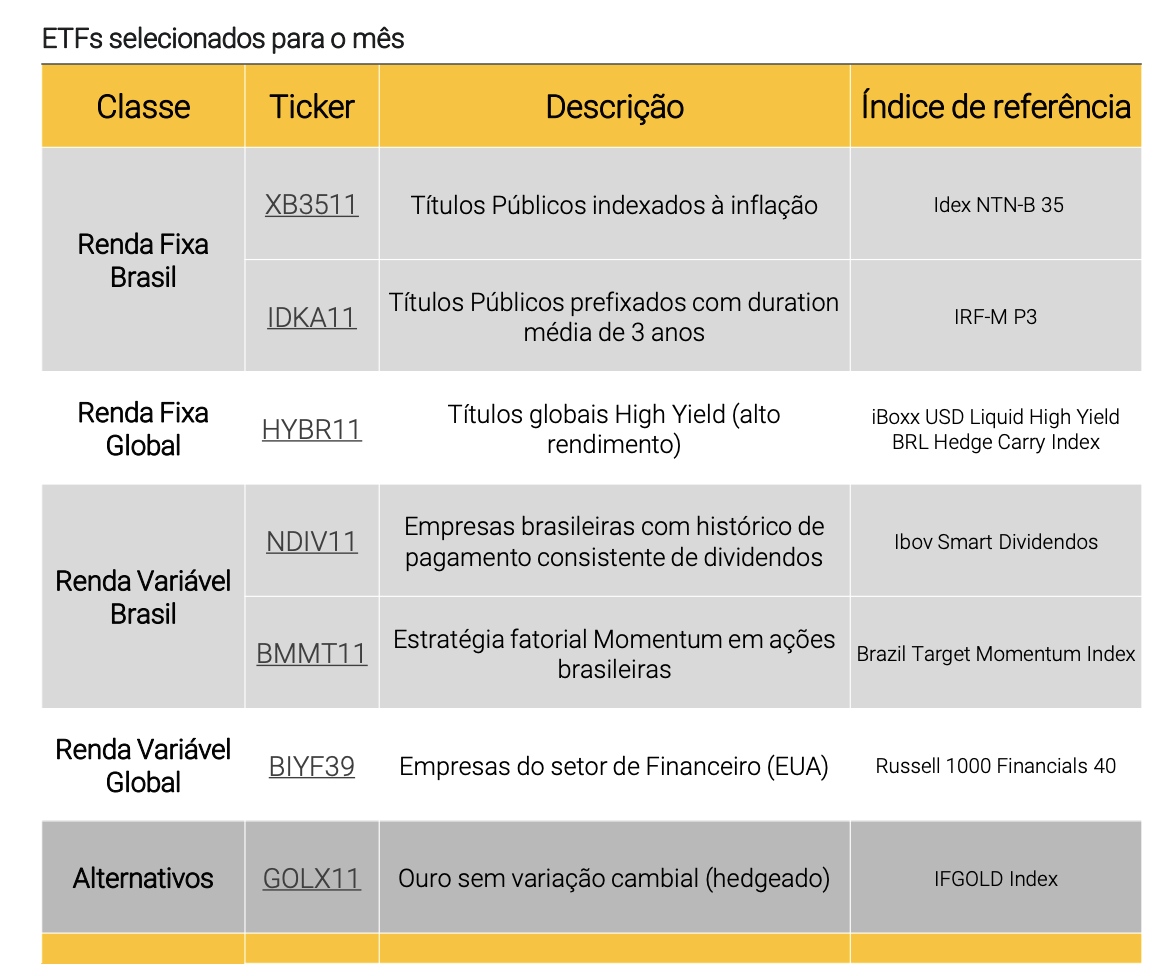 ETFs selecionados para o mês
Classe
Ticker
Descrição
Índice de referência
Renda Fixa
Brasil
XB3511
Títulos Públicos indexados à inflação
Idex NTN-B 35
IDKA11
Títulos Públicos prefixados com duration
média de 3 anos
IRF-M P3
Renda Fixa
Global
HYBR11
Títulos globais High Yield (alto
rendimento)
iBoxx USD Liquid High Yield
BRL Hedge Carry Index
Renda Variável
Brasil
NDIV11
Empresas brasileiras com histórico de
pagamento consistente de dividendos
Ibov Smart Dividendos
BMMT11
Estratégia fatorial Momentum em ações
brasileiras
Brazil Target Momentum Index
Renda Variável
Global
BIYF39
Empresas do setor de Financeiro (EUA)
Russell 1000 Financials 40
Alternativos
GOLX11
Ouro sem variação cambial (hedgeado)
IFGOLD Index